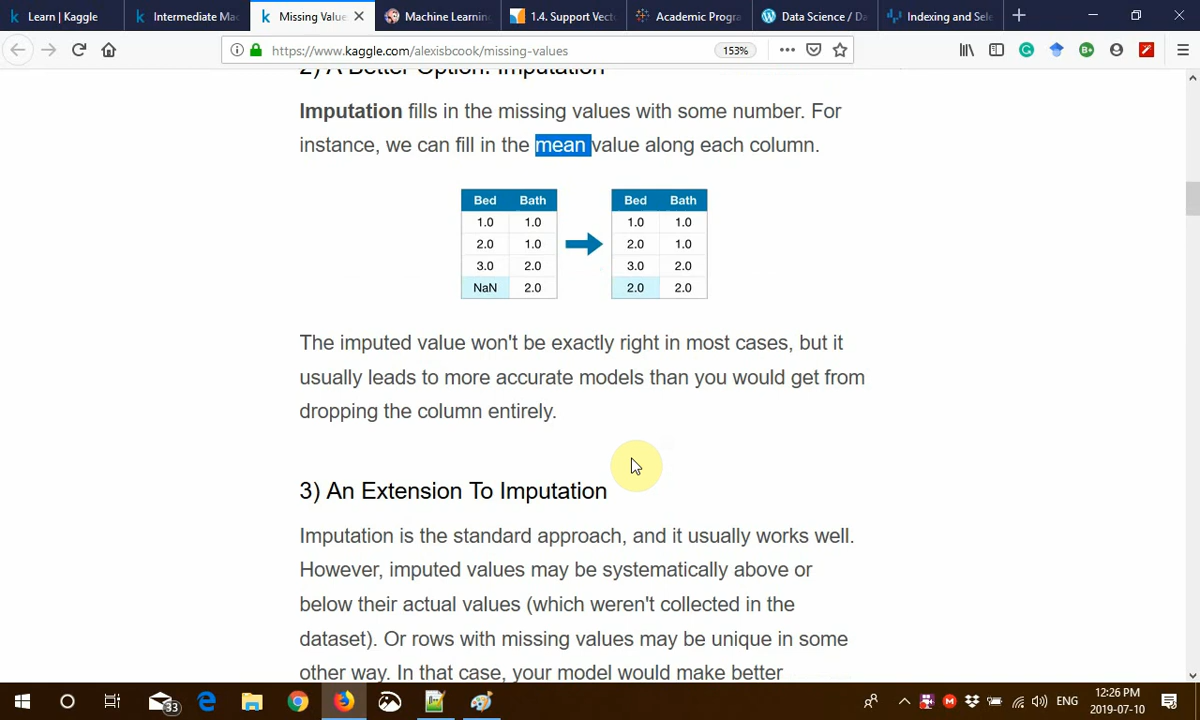 Learn | Kaggle
Intermediate Ma
Missing Value
Machine Learnin
1.4. Support Vect
Academic Progra
Data Science / Da
Indexing and Sele
https://www.kaggle.com/alexisbcook/missing-values
153%
2) A Better Option: Imputation
Imputation fills in the missing values with some number. For
instance, we can fill in the mean value along each column.
Bed Bath Bed Bath
1.0 1.0 1.0 1.0
2.0 1.0 2.0 1.0
3.0 2.0 3.0 2.0
NaN 2.0 2.0 2.0
The imputed value won't be exactly right in most cases, but it
usually leads to more accurate models than you would get from
dropping the column entirely.
3) An Extension To Imputation
Imputation is the standard approach, and it usually works well.
However, imputed values may be systematically above or
below their actual values (which weren't collected in the
dataset). Or rows with missing values may be unique in some
other way. In that case, your model would make better
33
ENG
12:26 PM
2019-07-10